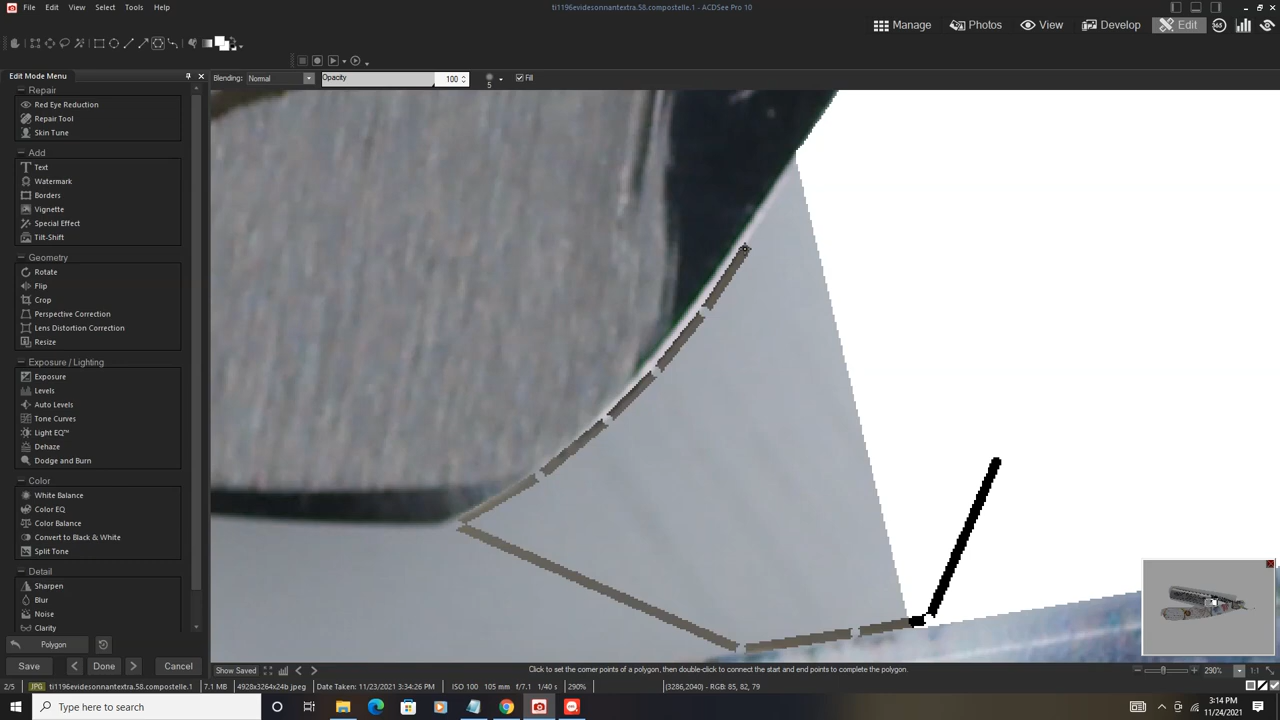 File Edit View Select Tools Help
ti1196evidesonnantextra.58.compostelle.1 - ACDSee Pro 10
Manage Photos View Develop Edit 365
Edit Mode Menu
Blending: Normal Opacity 100 5 Fill
Repair
Red Eye Reduction
Repair Tool
Skin Tune
Add
Text
Watermark
Borders
Vignette
Special Effect
Tilt-Shift
Geometry
Rotate
Flip
Crop
Perspective Correction
Lens Distortion Correction
Resize
Exposure / Lighting
Exposure
Levels
Auto Levels
Tone Curves
Light EQ™
Dehaze
Dodge and Burn
Color
White Balance
Color EQ
Color Balance
Convert to Black & White
Split Tone
Detail
Sharpen
Blur
Noise
Clarity
Polygon
Save Done Cancel
Show Saved
Click to set the corner points of a polygon, then double-click to connect the start and end points to complete the polygon.
290% 1:1
2/5 JPG ti1196evidesonnantextra.58.compostelle.1 7.1 MB 4928x3264x24b jpeg Date Taken: 11/23/2021 3:34:26 PM ISO 100 105 mm f/7.1 1/40 s 290% (3286,2040) - RGB: 85, 82, 79
Type here to search
3:14 PM
11/24/2021